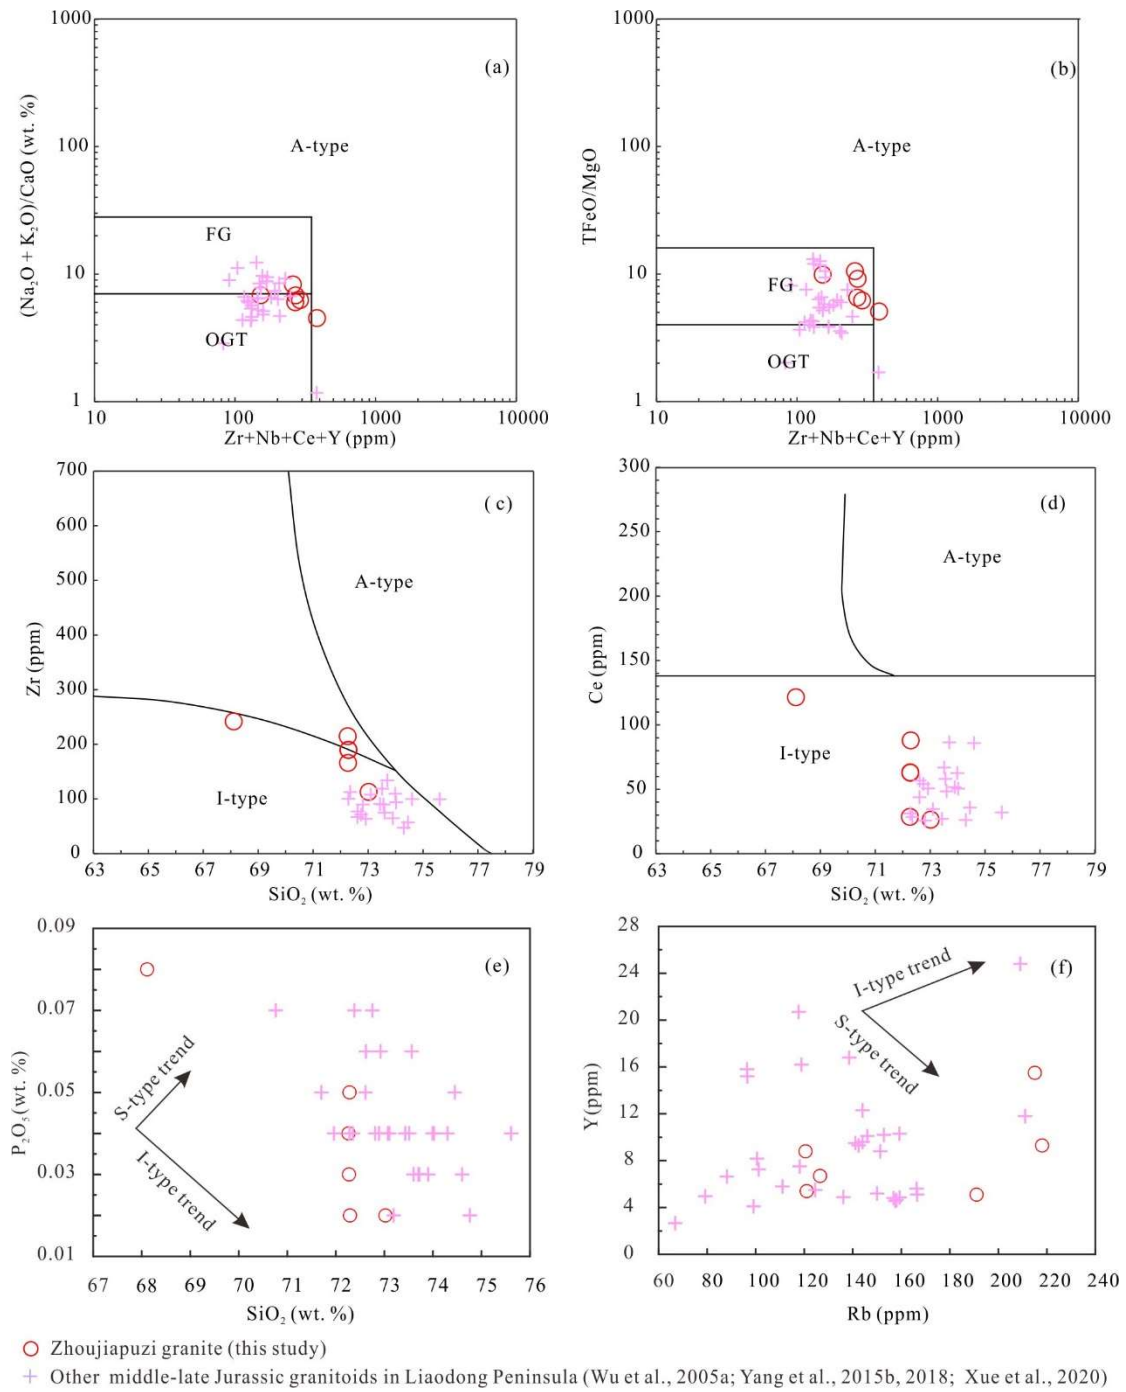 1000
100
10
1
(Na₂O + K₂O)/CaO (wt. %)
(a)
A-type
FG
OGT
10 100 1000 10000
Zr+Nb+Ce+Y (ppm)
1000
100
10
1
TFeO/MgO
(b)
A-type
FG
OGT
10 100 1000 10000
Zr+Nb+Ce+Y (ppm)
700
600
500
400
300
200
100
0
Zr (ppm)
(c)
A-type
I-type
63 65 67 69 71 73 75 77 79
SiO₂ (wt. %)
300
250
200
150
100
50
0
Ce (ppm)
(d)
A-type
I-type
63 65 67 69 71 73 75 77 79
SiO₂ (wt. %)
0.09
0.07
0.05
0.03
0.01
P₂O₅ (wt. %)
(e)
S-type trend
I-type trend
67 68 69 70 71 72 73 74 75 76
SiO₂ (wt. %)
28
24
20
16
12
8
4
0
Y(ppm)
(f)
I-type trend
S-type trend
60 80 100 120 140 160 180 200 220 240
Rb (ppm)
Zhoujiapuzi granite (this study)
Other middle-late Jurassic granitoids in Liaodong Peninsula (Wu et al., 2005a; Yang et al., 2015b, 2018; Xue et al., 2020)